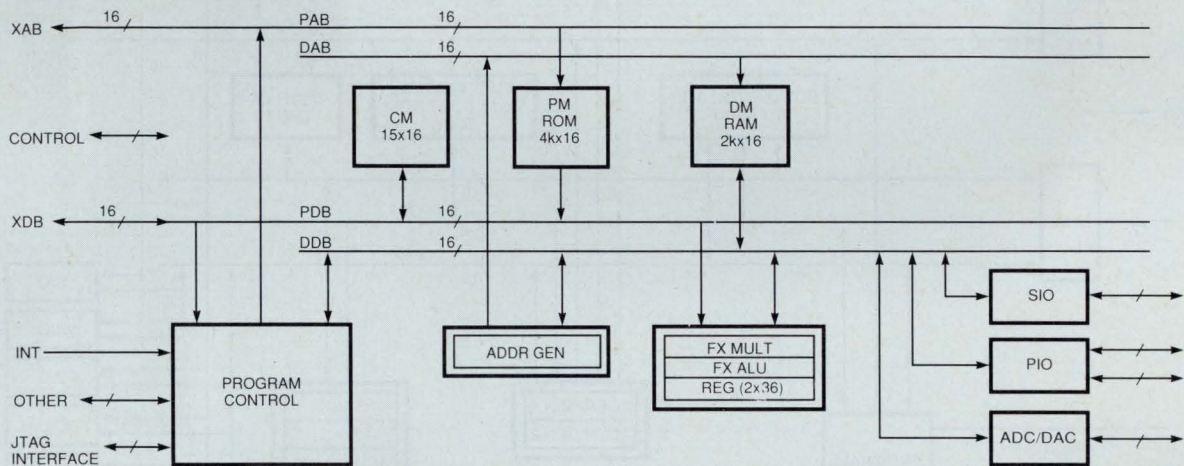 XAB 16 PAB 16
DAB 16
CM
15x16
PM
ROM
4kx16
DM
RAM
2kx16
CONTROL
XDB 16 PDB 16
DDB 16
SIO
INT
ADDR GEN
FX MULT
FX ALU
REG (2x36)
PIO
PROGRAM
CONTROL
OTHER
JTAG
INTERFACE
ADC/DAC